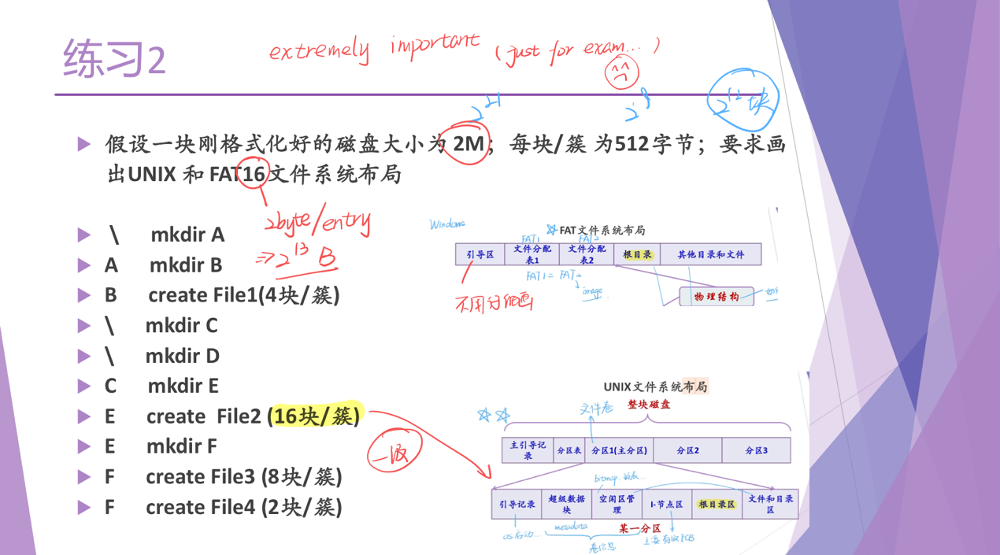 练习2
extremely important (just for exam...)
2^21
2^9
2^12 块
假设一块刚格式化好的磁盘大小为 2M；每块/簇 为512字节；要求画
出UNIX 和 FAT16文件系统布局
2byte/entry
⇒ 2^13 B
\ mkdir A
A mkdir B
B create File1(4块/簇)
\ mkdir C
\ mkdir D
C mkdir E
E create File2 (16块/簇)
一级
E mkdir F
F create File3 (8块/簇)
F create File4 (2块/簇)
Windows
FAT文件系统布局
FAT1 FAT2
引导区 文件分配表1 文件分配表2 根目录 其他目录和文件
FAT1 = FAT2
image
不用分细画
物理结构
UNIX文件系统布局
整块磁盘
文件卷
主引导记录 分区表 分区1(主分区) 分区2 分区3
bitmap
引导记录 超级数据块 空闲区管理 I-节点区 根目录区 文件和目录区
metadata
某一分区
OS启动...
卷信息
主要存放FCB